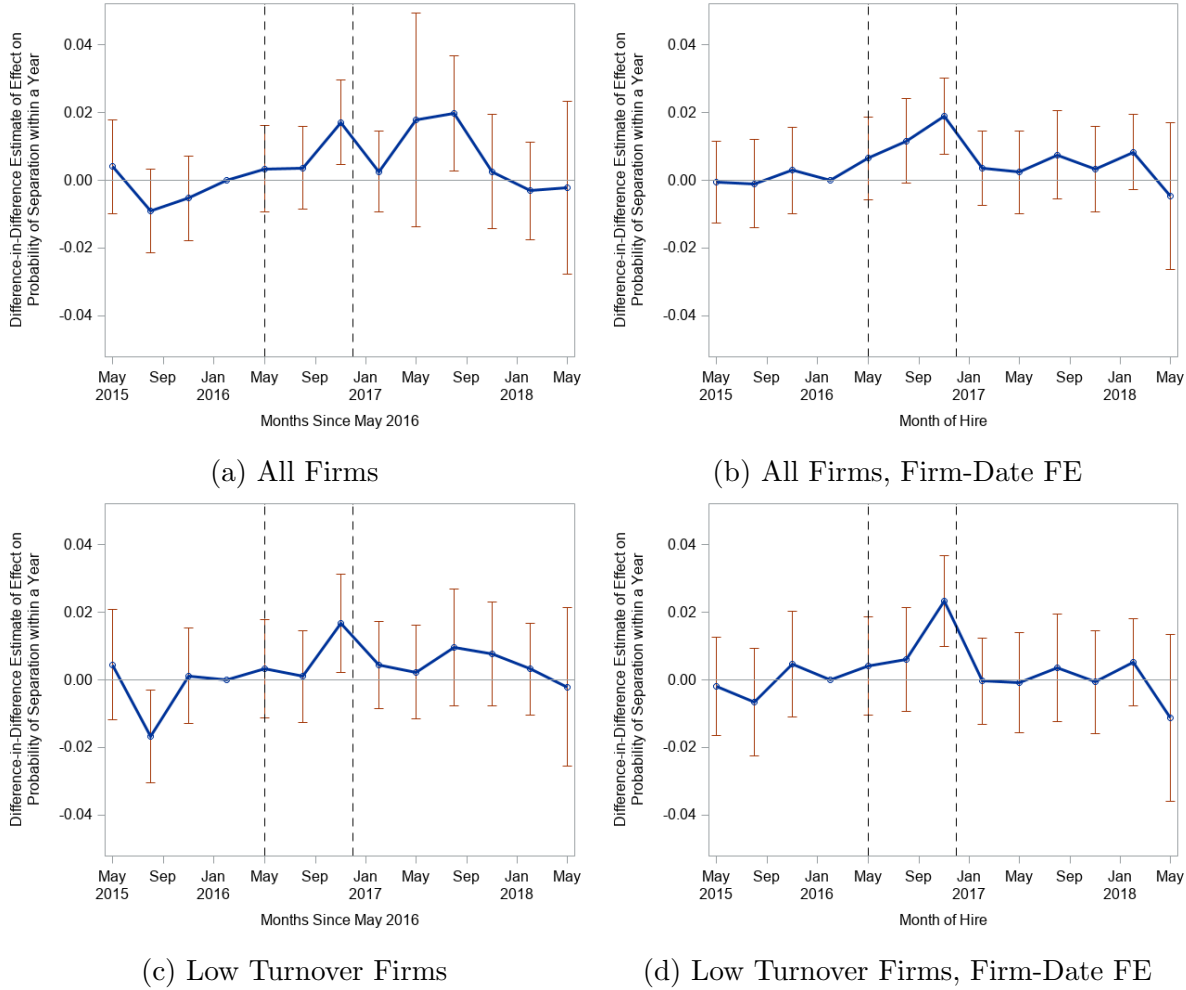 Difference-in-Difference Estimate of Effect on
Probability of Separation within a Year
0.04
0.02
0.00
-0.02
-0.04
May Sep Jan May Sep Jan May Sep Jan May
2015 2016 2017 2018
Months Since May 2016
(a) All Firms
Difference-in-Difference Estimate of Effect on
Probability of Separation within a Year
0.04
0.02
0.00
-0.02
-0.04
May Sep Jan May Sep Jan May Sep Jan May
2015 2016 2017 2018
Month of Hire
(b) All Firms, Firm-Date FE
Difference-in-Difference Estimate of Effect on
Probability of Separation within a Year
0.04
0.02
0.00
-0.02
-0.04
May Sep Jan May Sep Jan May Sep Jan May
2015 2016 2017 2018
Months Since May 2016
(c) Low Turnover Firms
Difference-in-Difference Estimate of Effect on
Probability of Separation within a Year
0.04
0.02
0.00
-0.02
-0.04
May Sep Jan May Sep Jan May Sep Jan May
2015 2016 2017 2018
Month of Hire
(d) Low Turnover Firms, Firm-Date FE